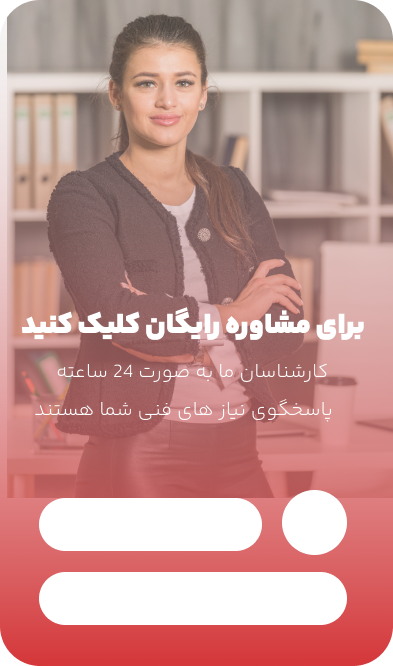 برای مشاوره رایگان کلیک کنید
کارشناسان ما به صورت 24 ساعته
پاسخگوی نیاز های فنی شما هستند